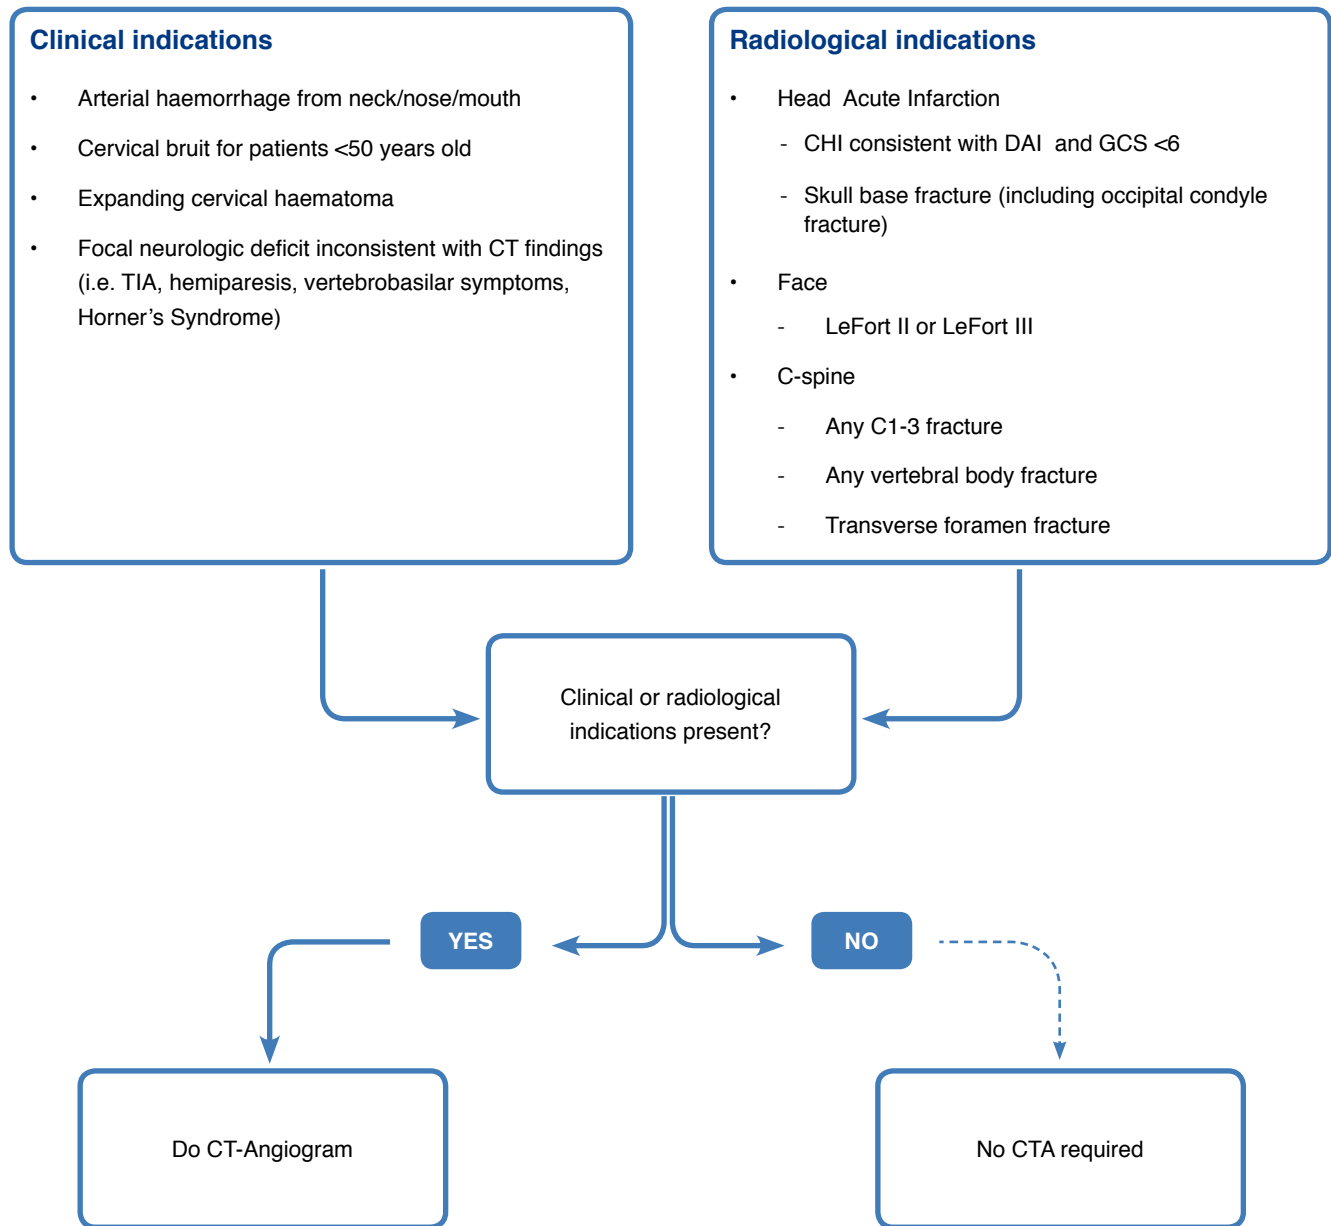 Clinical indications
• Arterial haemorrhage from neck/nose/mouth
• Cervical bruit for patients <50 years old
• Expanding cervical haematoma
• Focal neurologic deficit inconsistent with CT findings
(i.e. TIA, hemiparesis, vertebrobasilar symptoms,
Horner’s Syndrome)
Radiological indications
• Head Acute Infarction
- CHI consistent with DAI and GCS <6
- Skull base fracture (including occipital condyle
fracture)
• Face
- LeFort II or LeFort III
• C-spine
- Any C1-3 fracture
- Any vertebral body fracture
- Transverse foramen fracture
Clinical or radiological
indications present?
YES
NO
Do CT-Angiogram
No CTA required